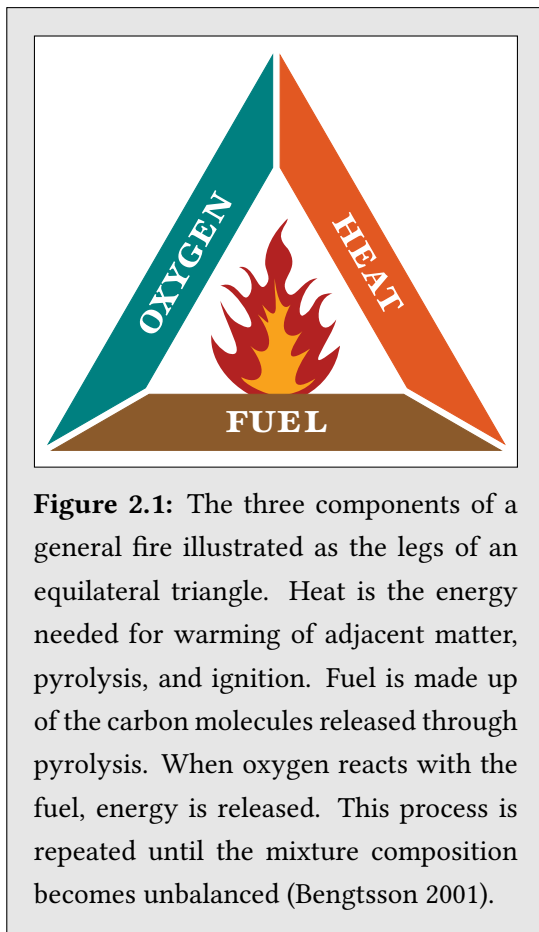 OXYGEN
HEAT
FUEL
Figure 2.1: The three components of a
general fire illustrated as the legs of an
equilateral triangle. Heat is the energy
needed for warming of adjacent matter,
pyrolysis, and ignition. Fuel is made up
of the carbon molecules released through
pyrolysis. When oxygen reacts with the
fuel, energy is released. This process is
repeated until the mixture composition
becomes unbalanced (Bengtsson 2001).